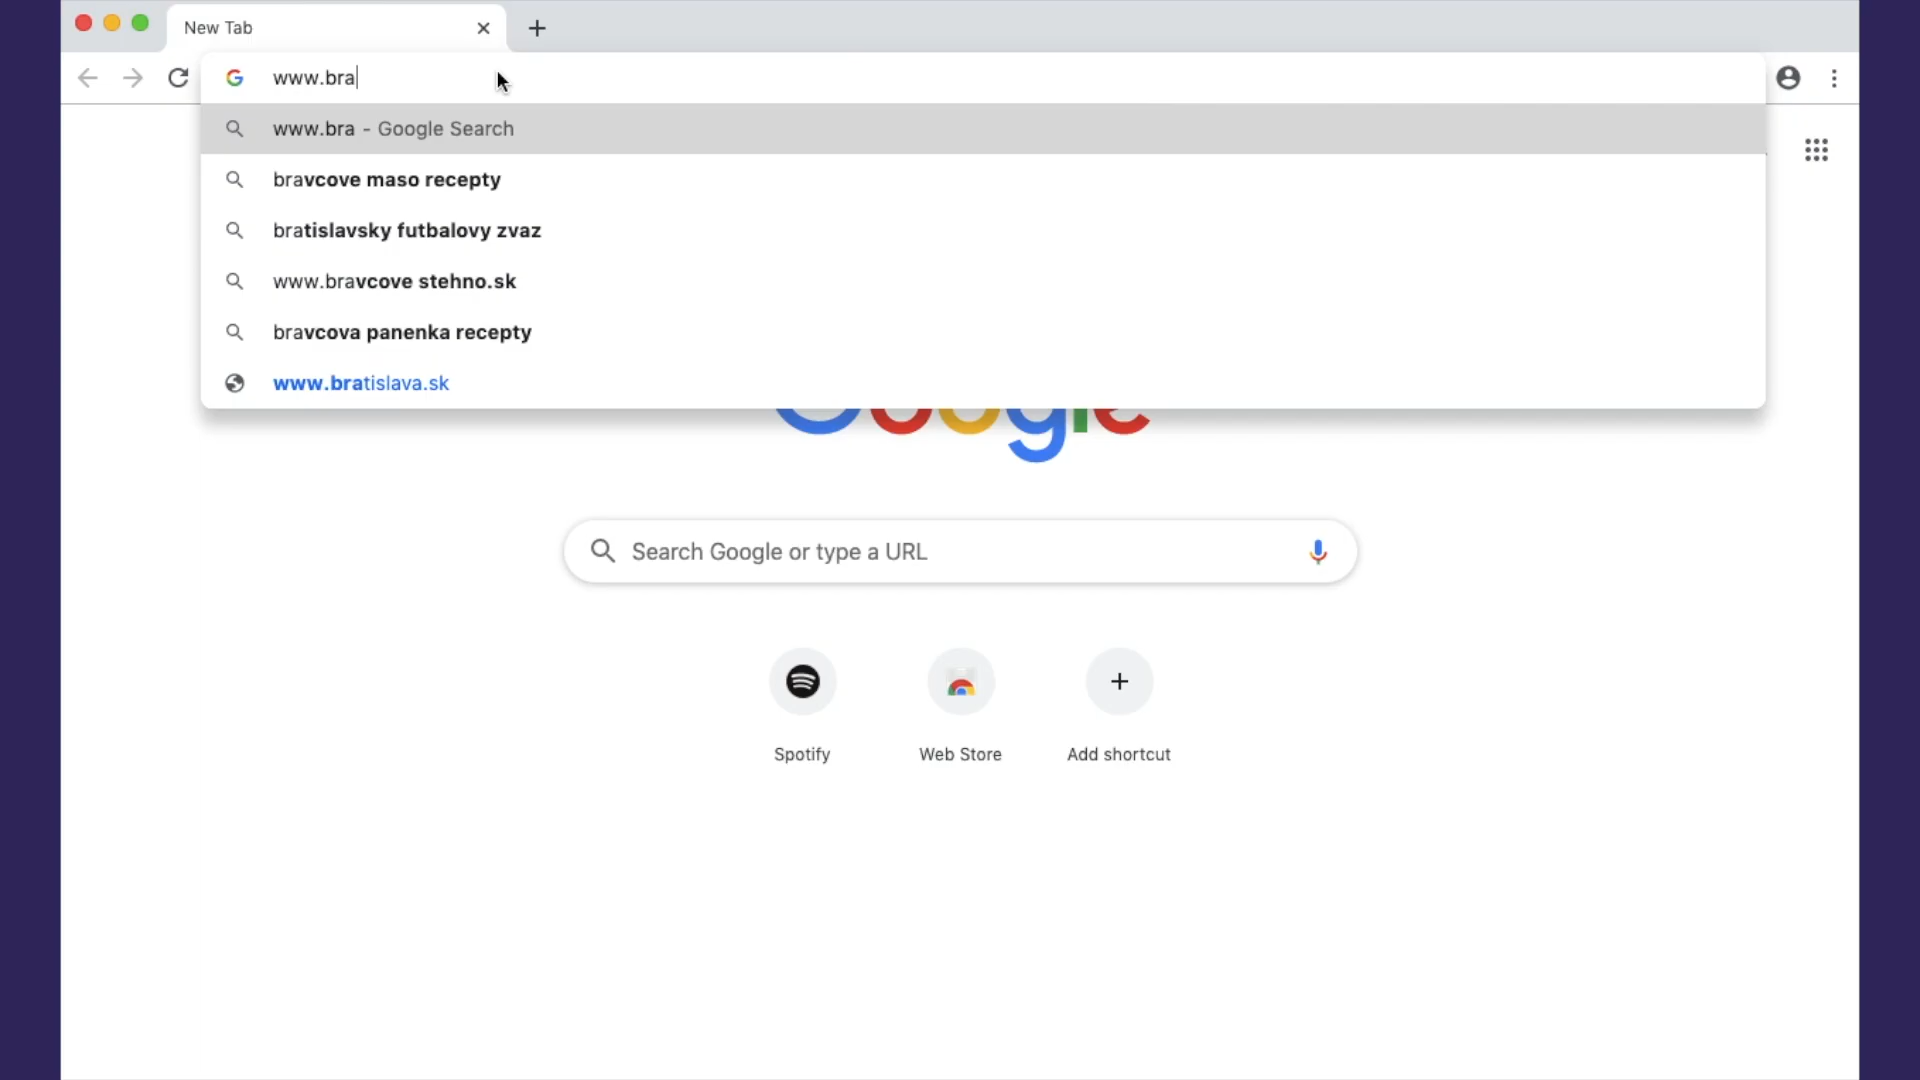 New Tab
www.bra
www.bra - Google Search
bravcove maso recepty
bratislavsky futbalovy zvaz
www.bravcove stehno.sk
bravcova panenka recepty
www.bratislava.sk
Google
Search Google or type a URL
Spotify
Web Store
Add shortcut